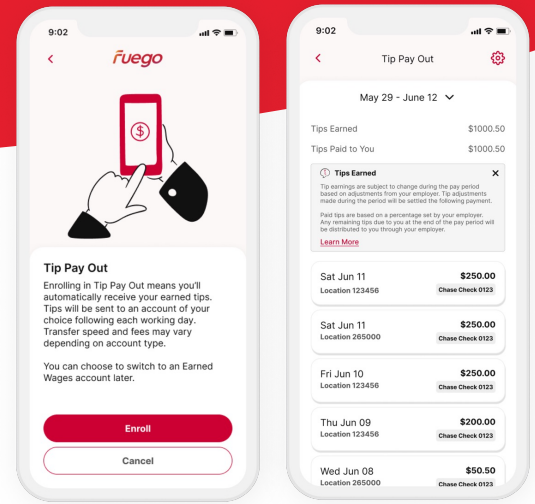 9:02
fuego
$
Tip Pay Out
Enrolling in Tip Pay Out means you'll
automatically receive your earned tips.
Tips will be sent to an account of your
choice following each working day.
Transfer speed and fees may vary
depending on account type.
You can choose to switch to an Earned
Wages account later.
Enroll
Cancel
9:02
Tip Pay Out
May 29 - June 12
Tips Earned $1000.50
Tips Paid to You $1000.50
Tips Earned
Tip earnings are subject to change during the pay period
based on adjustments from your employer. Tip adjustments
made during the period will be settled the following payment.
Paid tips are based on a percentage set by your employer.
Any remaining tips due to you at the end of the pay period will
be distributed to you through your employer.
Learn More
Sat Jun 11 $250.00
Location 123456 Chase Check 0123
Sat Jun 11 $250.00
Location 265000 Chase Check 0123
Fri Jun 10 $250.00
Location 123456 Chase Check 0123
Thu Jun 09 $200.00
Location 123456 Chase Check 0123
Wed Jun 08 $50.50
Location 265000 Chase Check 0123